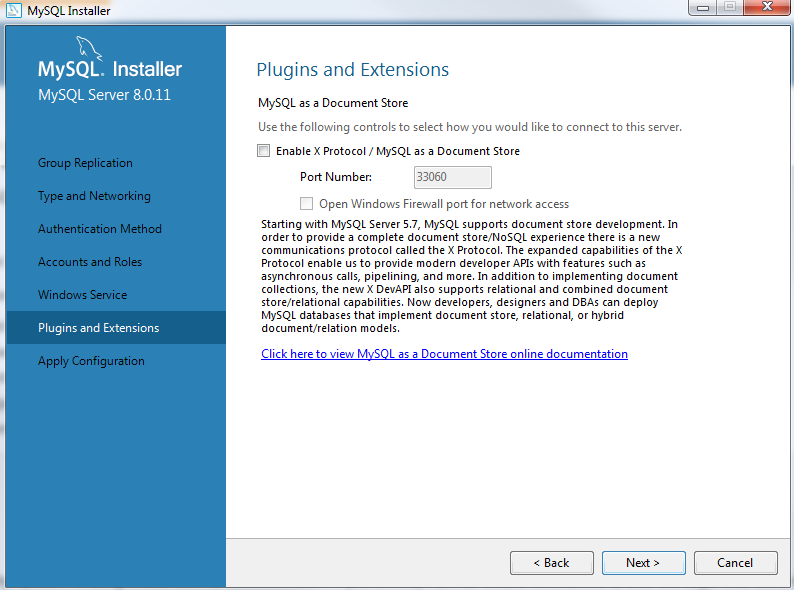 MySQL Installer
MySQL. Installer
MySQL Server 8.0.11
Group Replication
Type and Networking
Authentication Method
Accounts and Roles
Windows Service
Plugins and Extensions
Apply Configuration
Plugins and Extensions
MySQL as a Document Store
Use the following controls to select how you would like to connect to this server.
Enable X Protocol / MySQL as a Document Store
Port Number: 33060
Open Windows Firewall port for network access
Starting with MySQL Server 5.7, MySQL supports document store development. In
order to provide a complete document store/NoSQL experience there is a new
communications protocol called the X Protocol. The expanded capabilities of the X
Protocol enable us to provide modern developer APIs with features such as
asynchronous calls, pipelining, and more. In addition to implementing document
collections, the new X DevAPI also supports relational and combined document
store/relational capabilities. Now developers, designers and DBAs can deploy
MySQL databases that implement document store, relational, or hybrid
document/relation models.
Click here to view MySQL as a Document Store online documentation
< Back
Next >
Cancel